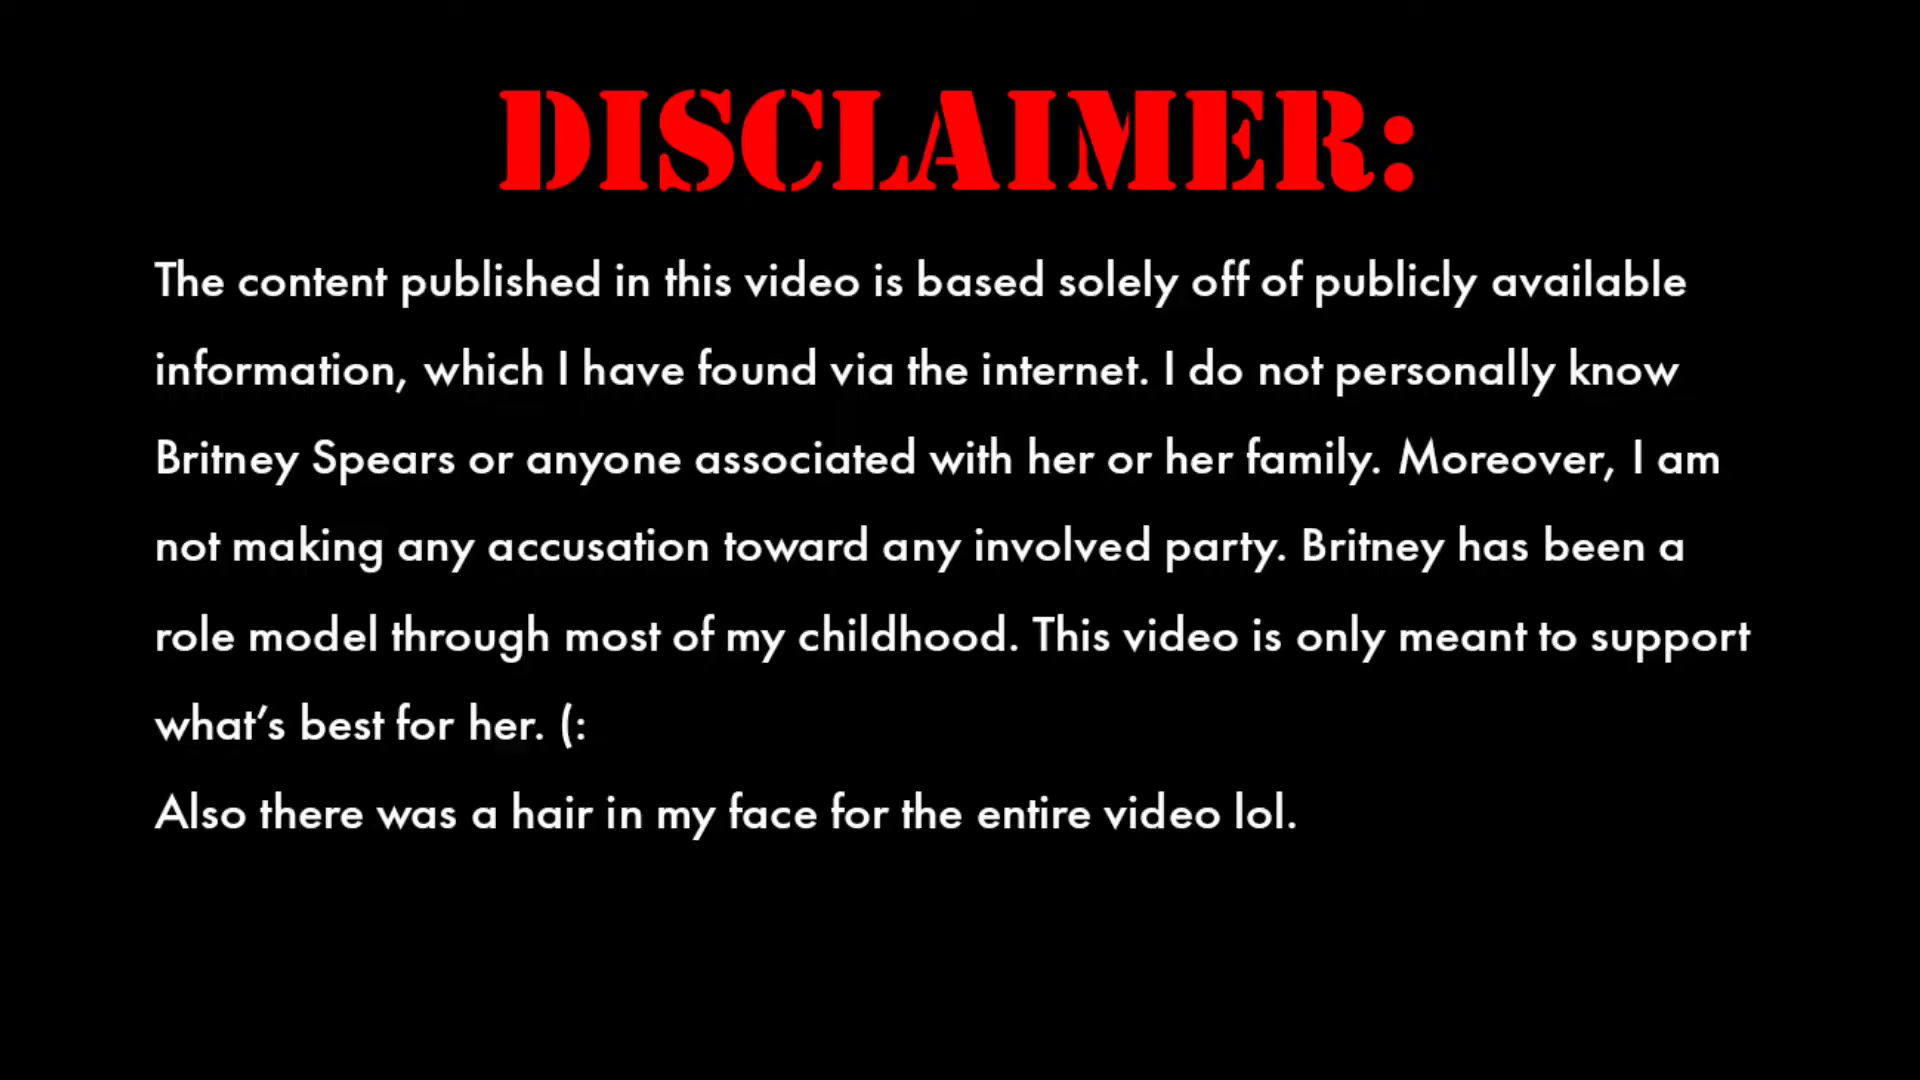 DISCLAIMER:
The content published in this video is based solely off of publicly available
information, which I have found via the internet. I do not personally know
Britney Spears or anyone associated with her or her family. Moreover, I am
not making any accusation toward any involved party. Britney has been a
role model through most of my childhood. This video is only meant to support
what’s best for her. (:
Also there was a hair in my face for the entire video lol.